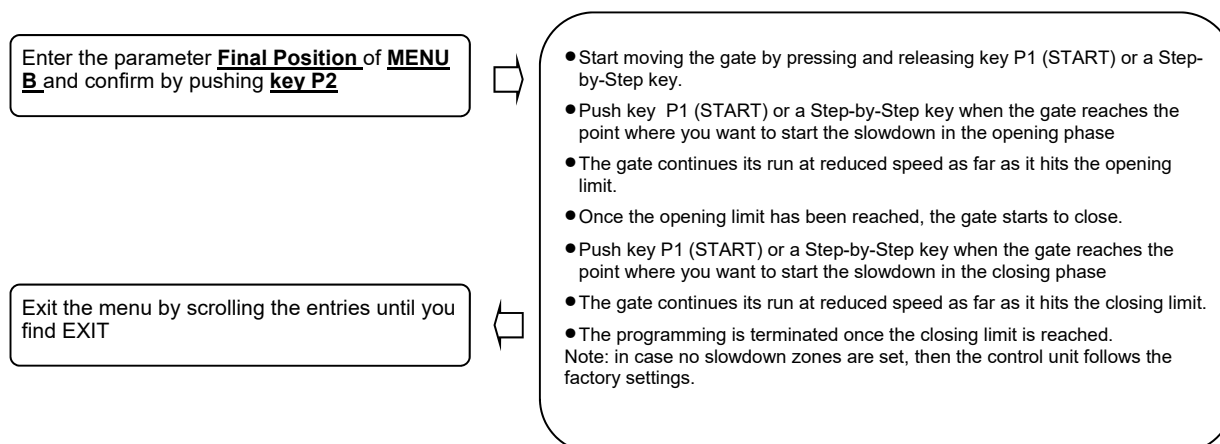 Enter the parameter Final Position of MENU
B and confirm by pushing key P2
●Start moving the gate by pressing and releasing key P1 (START) or a Step-
by-Step key.
●Push key P1 (START) or a Step-by-Step key when the gate reaches the
point where you want to start the slowdown in the opening phase
●The gate continues its run at reduced speed as far as it hits the opening
limit.
●Once the opening limit has been reached, the gate starts to close.
●Push key P1 (START) or a Step-by-Step key when the gate reaches the
point where you want to start the slowdown in the closing phase
●The gate continues its run at reduced speed as far as it hits the closing limit.
●The programming is terminated once the closing limit is reached.
Note: in case no slowdown zones are set, then the control unit follows the
factory settings.
Exit the menu by scrolling the entries until you
find EXIT